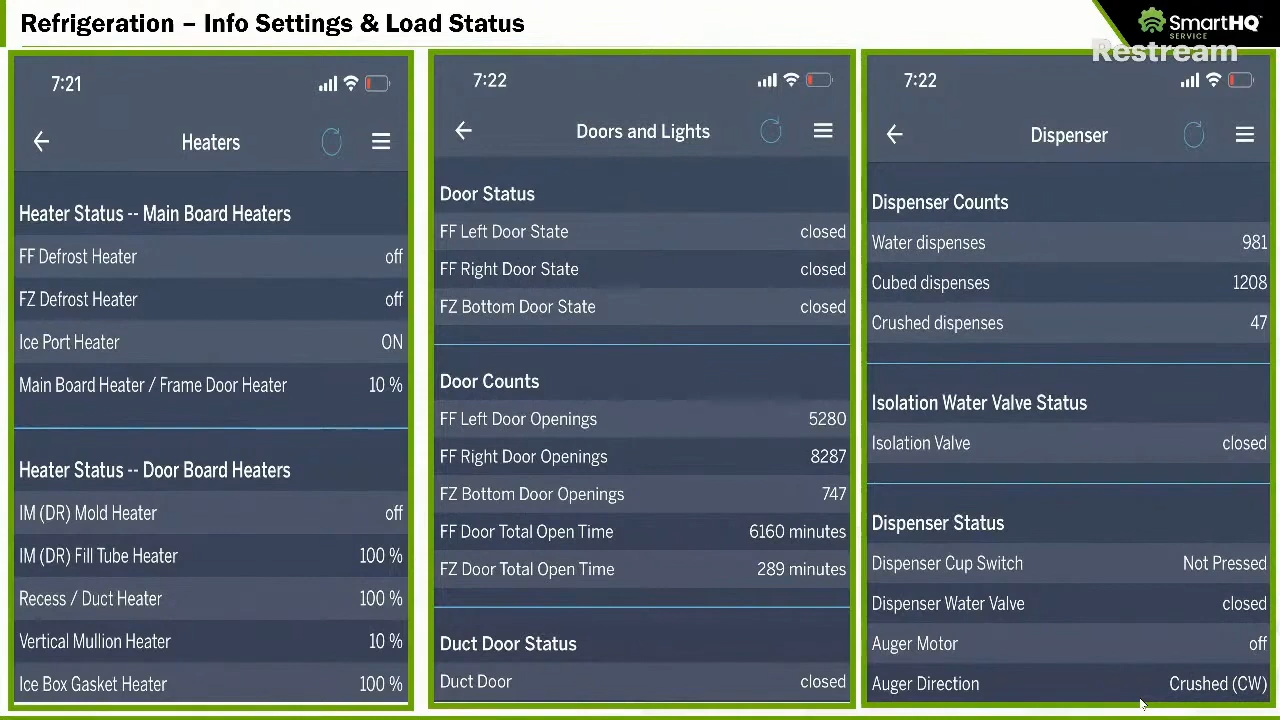 Refrigeration – Info Settings & Load Status
SmartHQ™
SERVICE
Restream
7:21
Heaters
Heater Status -- Main Board Heaters
FF Defrost Heater off
FZ Defrost Heater off
Ice Port Heater ON
Main Board Heater / Frame Door Heater 10 %
Heater Status -- Door Board Heaters
IM (DR) Mold Heater off
IM (DR) Fill Tube Heater 100 %
Recess / Duct Heater 100 %
Vertical Mullion Heater 10 %
Ice Box Gasket Heater 100 %
7:22
Doors and Lights
Door Status
FF Left Door State closed
FF Right Door State closed
FZ Bottom Door State closed
Door Counts
FF Left Door Openings 5280
FF Right Door Openings 8287
FZ Bottom Door Openings 747
FF Door Total Open Time 6160 minutes
FZ Door Total Open Time 289 minutes
Duct Door Status
Duct Door closed
7:22
Dispenser
Dispenser Counts
Water dispenses 981
Cubed dispenses 1208
Crushed dispenses 47
Isolation Water Valve Status
Isolation Valve closed
Dispenser Status
Dispenser Cup Switch Not Pressed
Dispenser Water Valve closed
Auger Motor off
Auger Direction Crushed (CW)